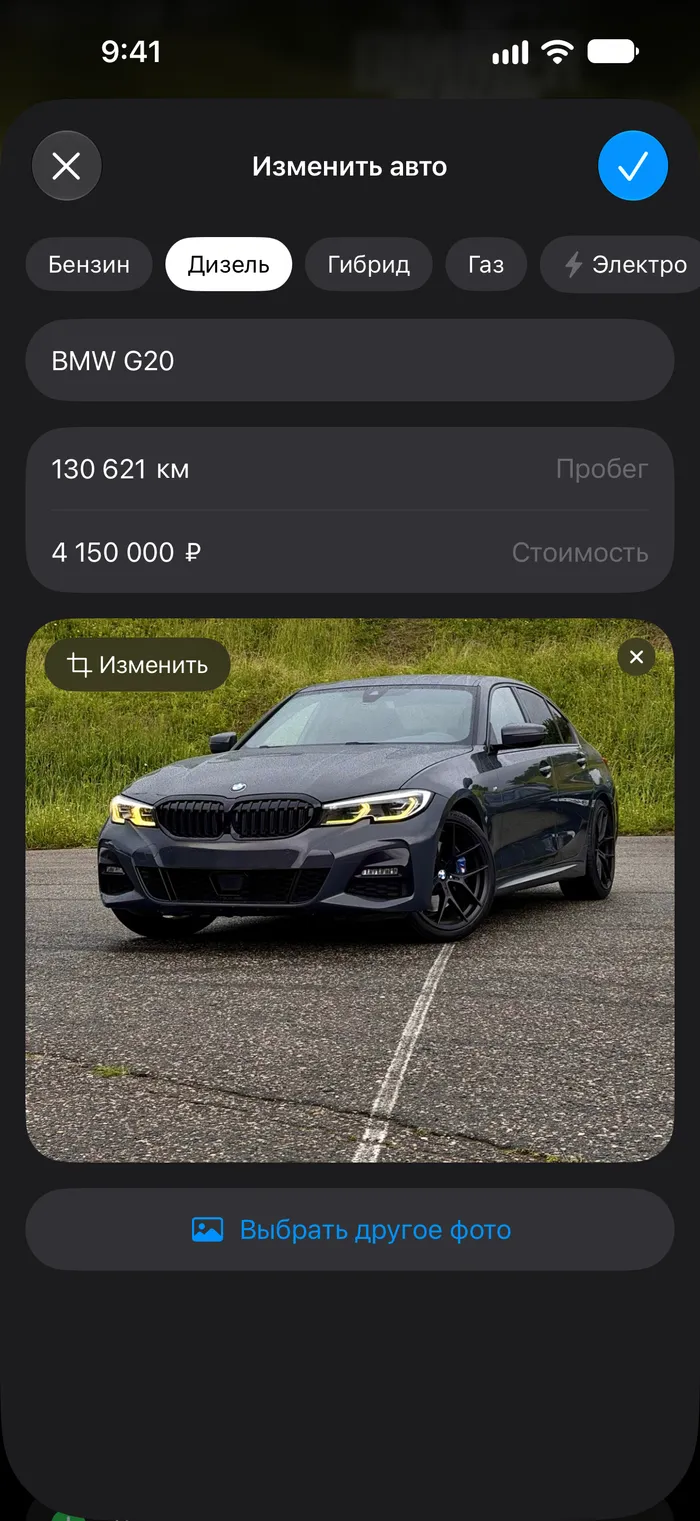 9:41
Изменить авто
Бензин Дизель Гибрид Газ Электро
BMW G20
130 621 км Пробег
4 150 000 ₽ Стоимость
Изменить
Выбрать другое фото